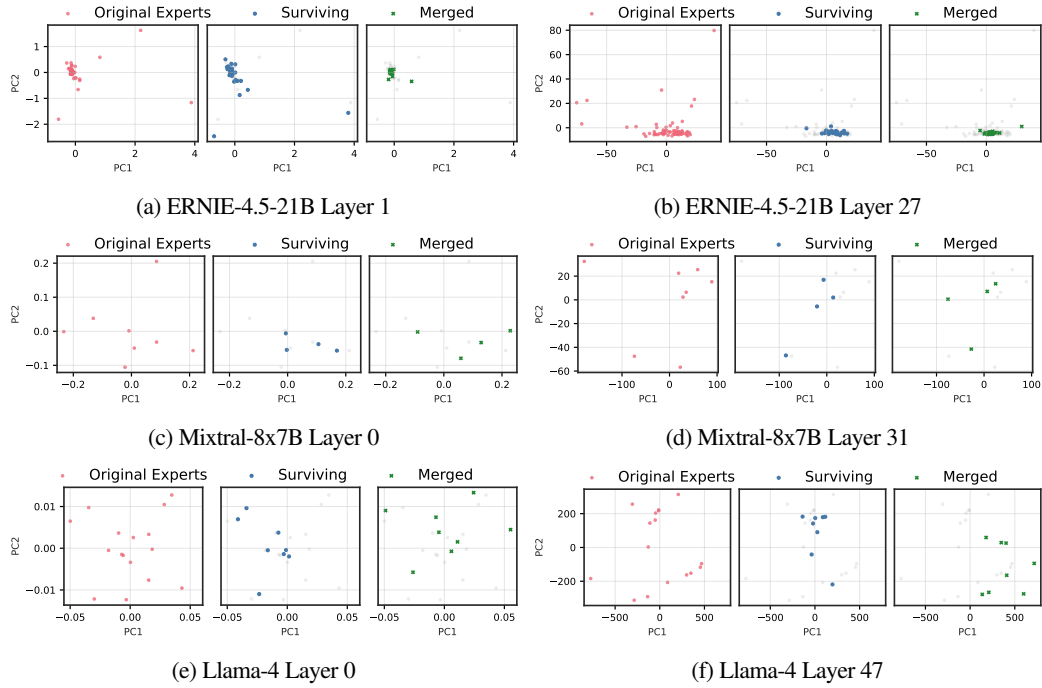 Original Experts Surviving Merged
PC2
1
0
−1
−2
0 2 4
0 2 4
0 2 4
PC1 PC1 PC1
(a) ERNIE-4.5-21B Layer 1
Original Experts Surviving Merged
PC2
80
60
40
20
0
−50 0
−50 0
−50 0
PC1 PC1 PC1
(b) ERNIE-4.5-21B Layer 27
Original Experts Surviving Merged
PC2
0.2
0.1
0.0
−0.1
−0.2 0.0 0.2
−0.2 0.0 0.2
−0.2 0.0 0.2
PC1 PC1 PC1
(c) Mixtral-8x7B Layer 0
Original Experts Surviving Merged
PC2
20
0
−20
−40
−60
−100 0 100
−100 0 100
−100 0 100
PC1 PC1 PC1
(d) Mixtral-8x7B Layer 31
Original Experts Surviving Merged
PC2
0.01
0.00
−0.01
−0.05 0.00 0.05
−0.05 0.00 0.05
−0.05 0.00 0.05
PC1 PC1 PC1
(e) Llama-4 Layer 0
Original Experts Surviving Merged
PC2
200
0
−200
−500 0 500
−500 0 500
−500 0 500
PC1 PC1 PC1
(f) Llama-4 Layer 47